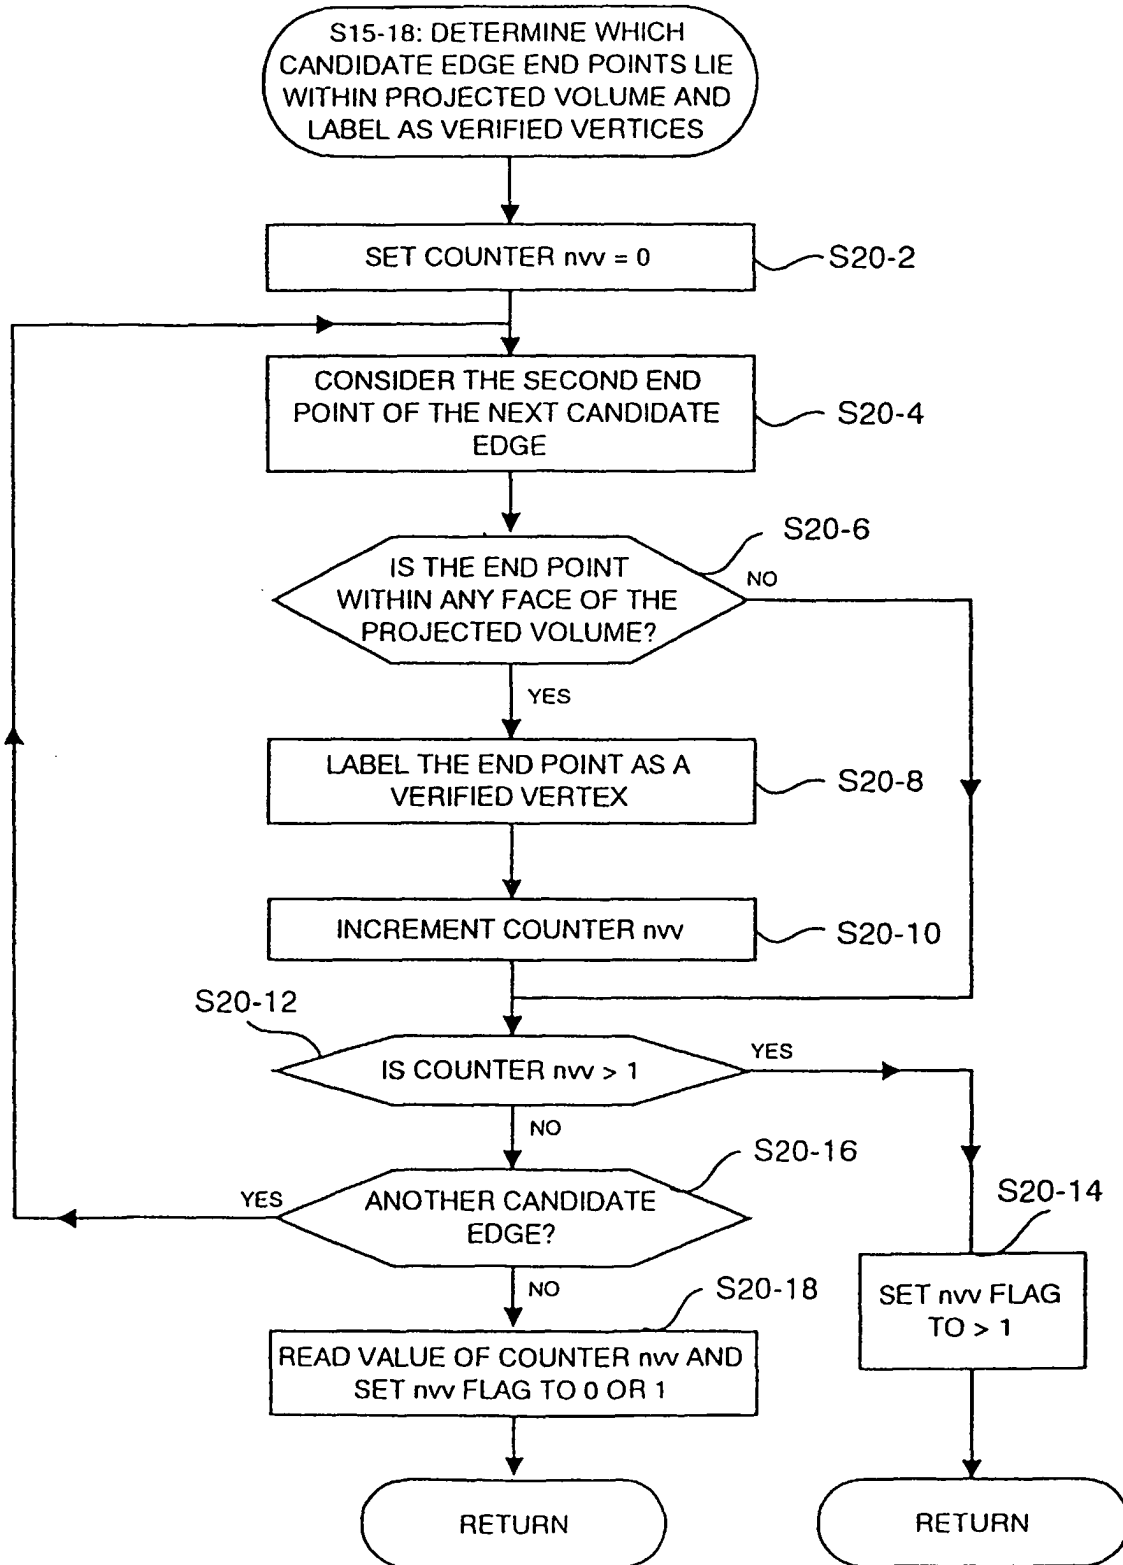 S15-18: DETERMINE WHICH
CANDIDATE EDGE END POINTS LIE
WITHIN PROJECTED VOLUME AND
LABEL AS VERIFIED VERTICES
SET COUNTER nvv = 0
S20-2
CONSIDER THE SECOND END
POINT OF THE NEXT CANDIDATE
EDGE
S20-4
S20-6
IS THE END POINT
WITHIN ANY FACE OF THE
PROJECTED VOLUME?
NO
YES
LABEL THE END POINT AS A
VERIFIED VERTEX
S20-8
INCREMENT COUNTER nvv
S20-10
S20-12
IS COUNTER nvv > 1
YES
NO
S20-16
YES
ANOTHER CANDIDATE
EDGE?
S20-14
NO
S20-18
SET nvv FLAG
TO > 1
READ VALUE OF COUNTER nvv AND
SET nvv FLAG TO 0 OR 1
RETURN
RETURN